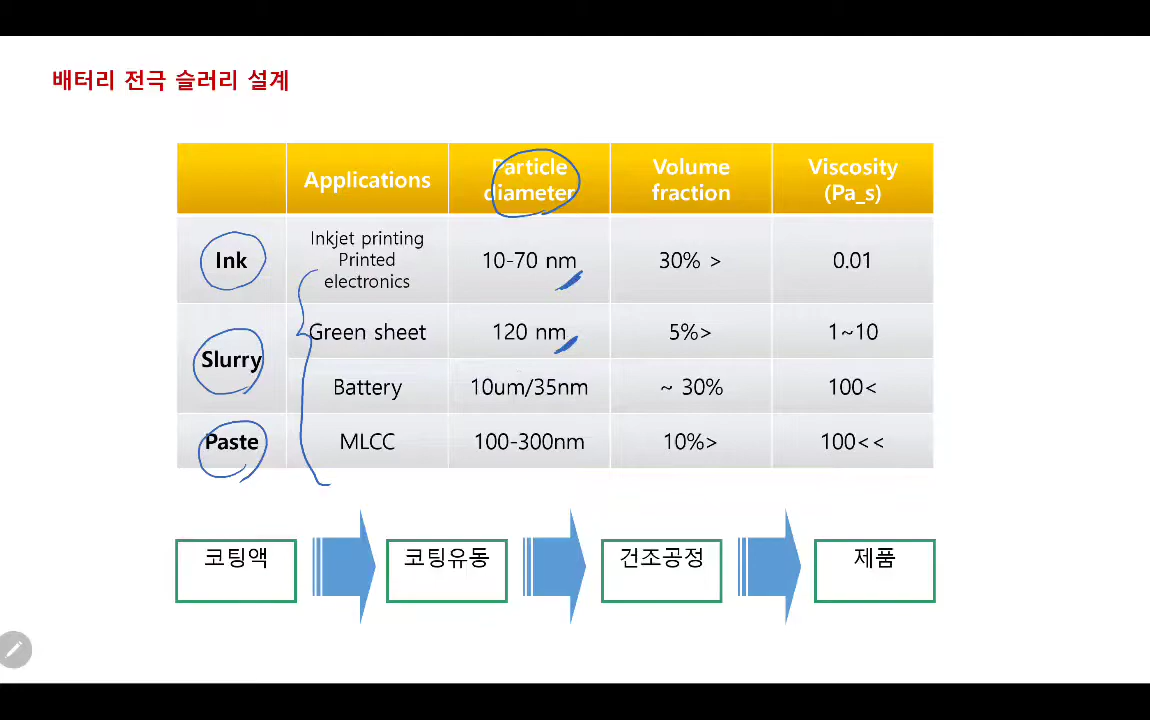 배터리 전극 슬러리 설계
Applications
Particle
diameter
Volume
fraction
Viscosity
(Pa_s)
Ink
Inkjet printing
Printed
electronics
10-70 nm
30% >
0.01
Slurry
Green sheet
120 nm
5%>
1~10
Battery
10um/35nm
~ 30%
100<
Paste
MLCC
100-300nm
10%>
100<<
코팅액
코팅유동
건조공정
제품